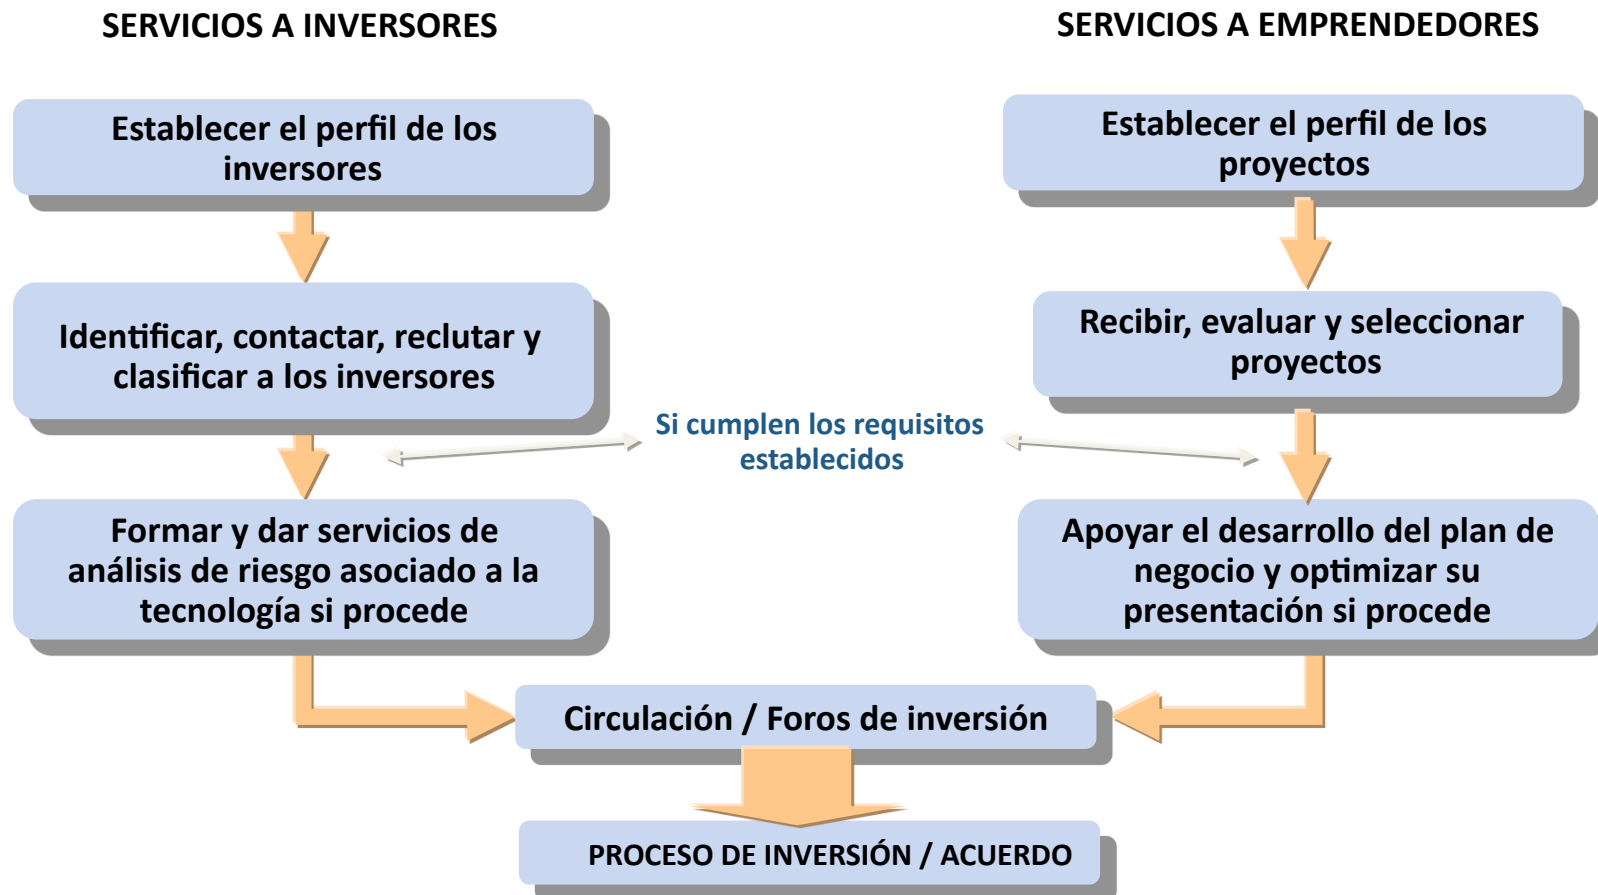 SERVICIOS A INVERSORES
SERVICIOS A EMPRENDEDORES
Establecer el perfil de los
inversores
Establecer el perfil de los
proyectos
Identificar, contactar, reclutar y
clasificar a los inversores
Recibir, evaluar y seleccionar
proyectos
Si cumplen los requisitos
establecidos
Formar y dar servicios de
análisis de riesgo asociado a la
tecnología si procede
Apoyar el desarrollo del plan de
negocio y optimizar su
presentación si procede
Circulación / Foros de inversión
PROCESO DE INVERSIÓN / ACUERDO